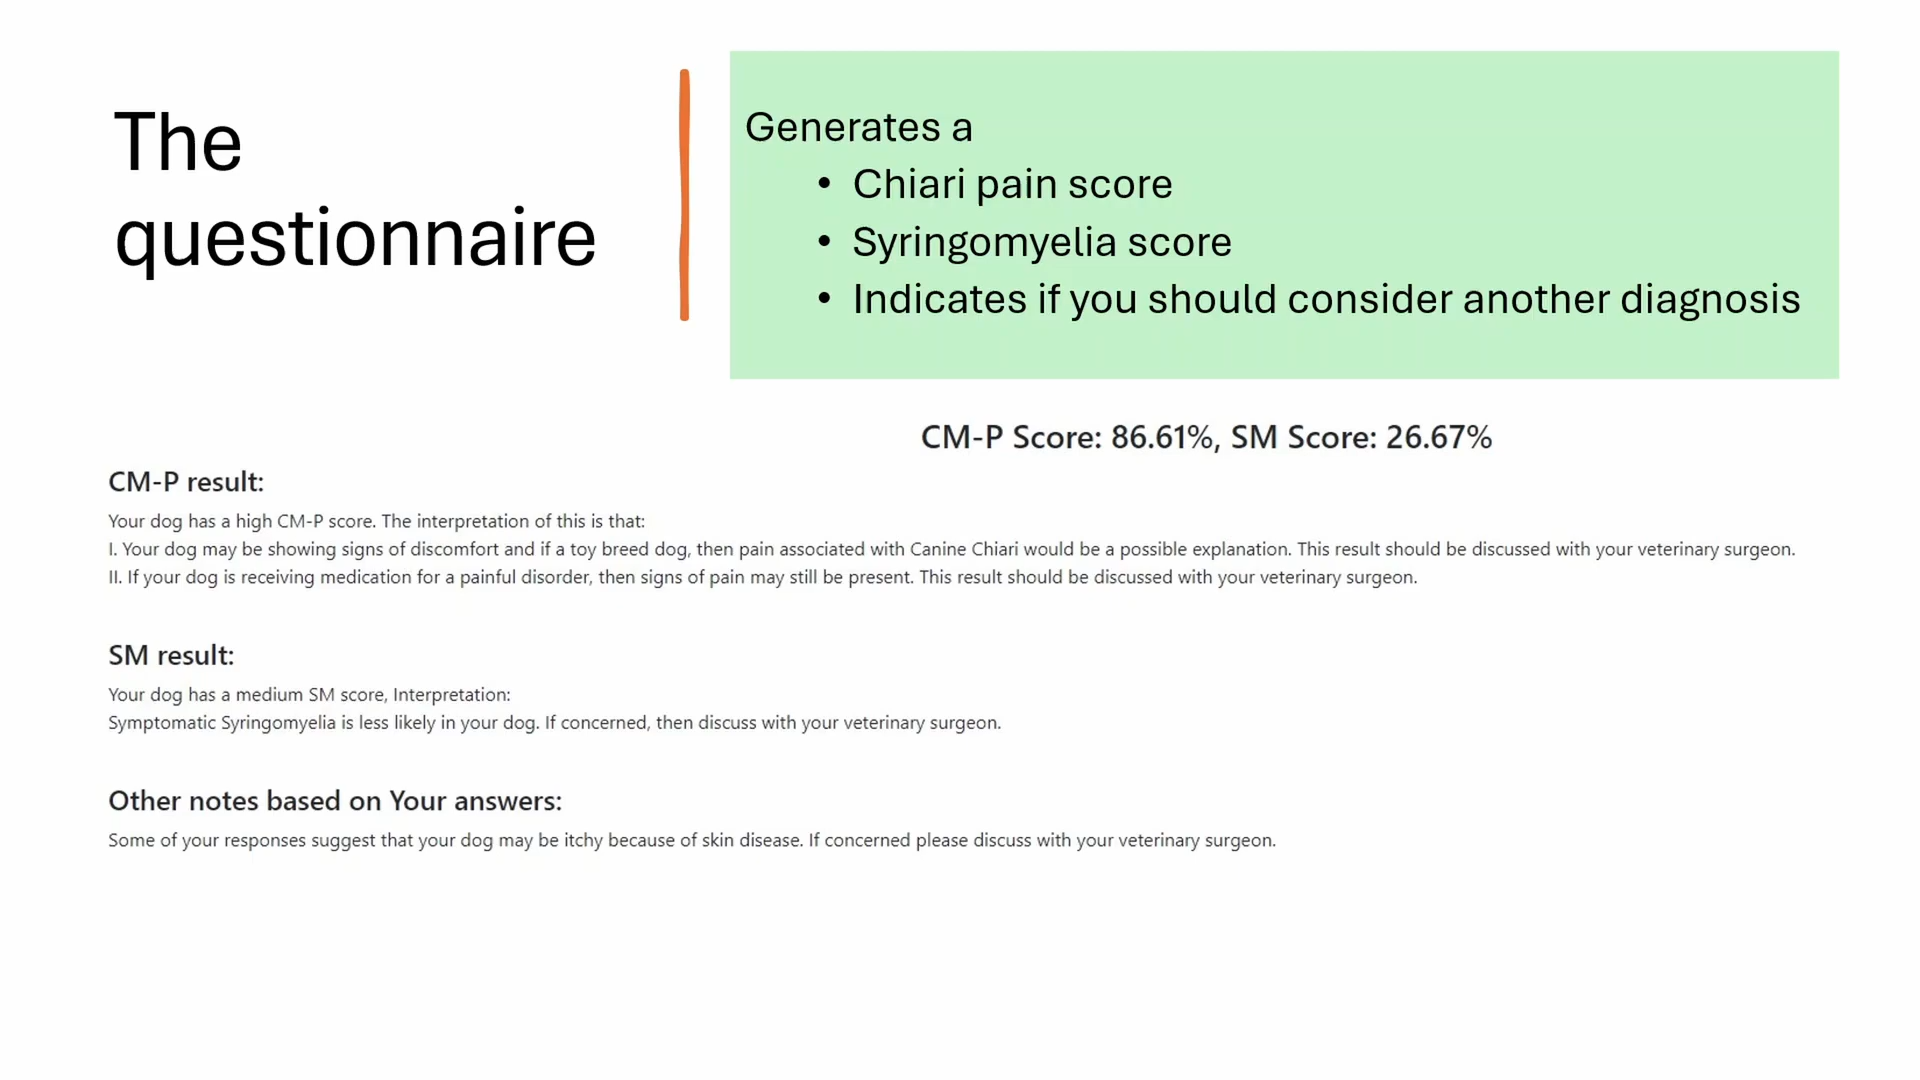 The
questionnaire
Generates a
• Chiari pain score
• Syringomyelia score
• Indicates if you should consider another diagnosis
CM-P Score: 86.61%, SM Score: 26.67%
CM-P result:
Your dog has a high CM-P score. The interpretation of this is that:
I. Your dog may be showing signs of discomfort and if a toy breed dog, then pain associated with Canine Chiari would be a possible explanation. This result should be discussed with your veterinary surgeon.
II. If your dog is receiving medication for a painful disorder, then signs of pain may still be present. This result should be discussed with your veterinary surgeon.
SM result:
Your dog has a medium SM score, Interpretation:
Symptomatic Syringomyelia is less likely in your dog. If concerned, then discuss with your veterinary surgeon.
Other notes based on Your answers:
Some of your responses suggest that your dog may be itchy because of skin disease. If concerned please discuss with your veterinary surgeon.